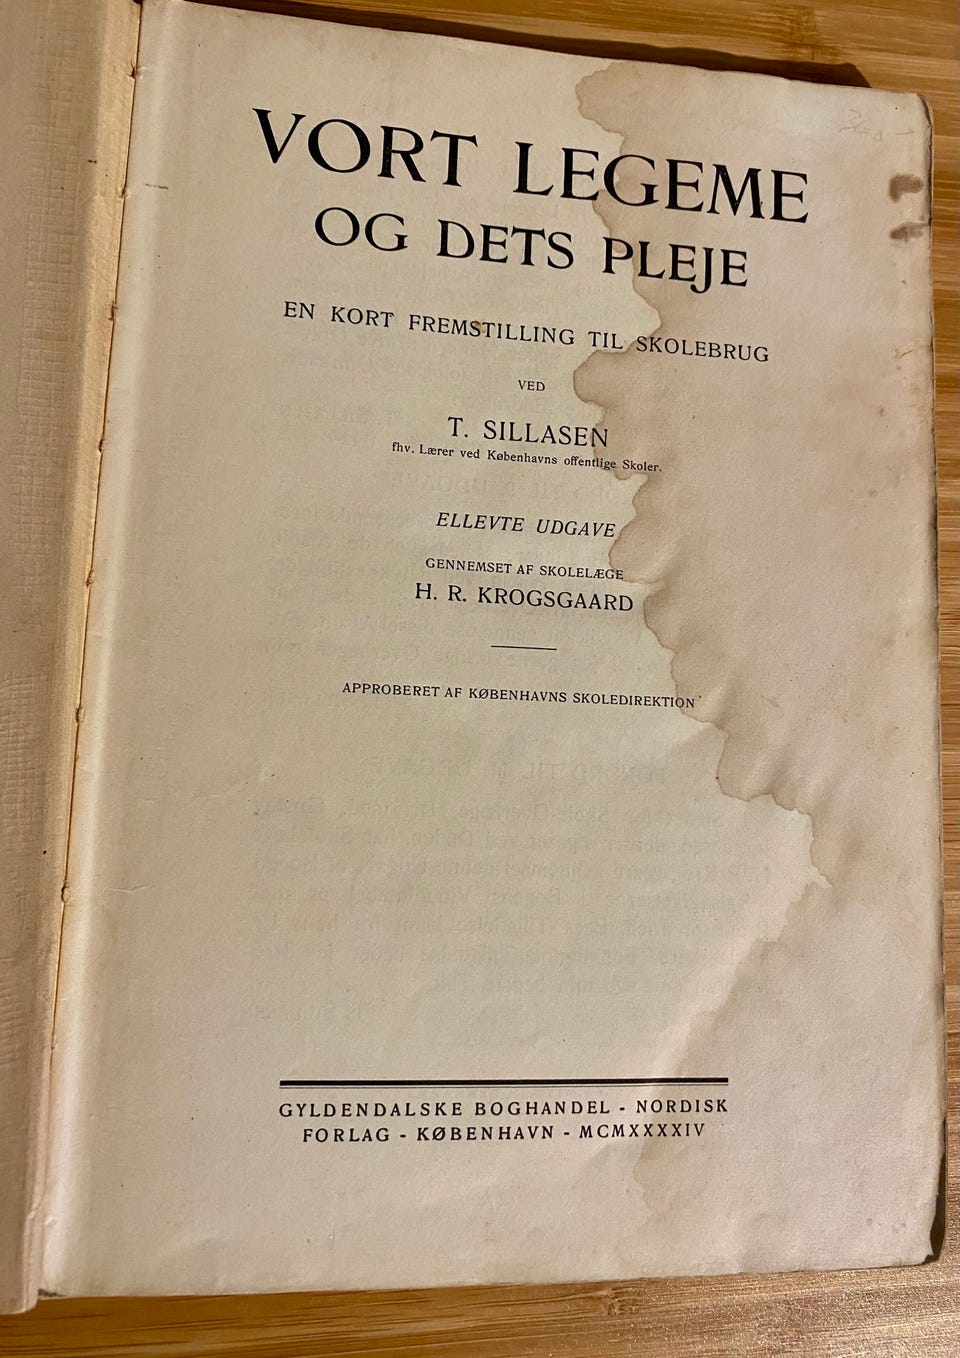 VORT LEGEME
OG DETS PLEJE
EN KORT FREMSTILLING TIL SKOLEBRUG
VED
T. SILLASEN
fhv. Lærer ved Københavns offentlige Skoler.
ELLEVTE UDGAVE
GENNEMSET AF SKOLELÆGE
H. R. KROGSGAARD
APPROBERET AF KØBENHAVNS SKOLEDIREKTION
GYLDENDALSKE BOGHANDEL - NORDISK
FORLAG - KØBENHAVN - MCMXXXXIV